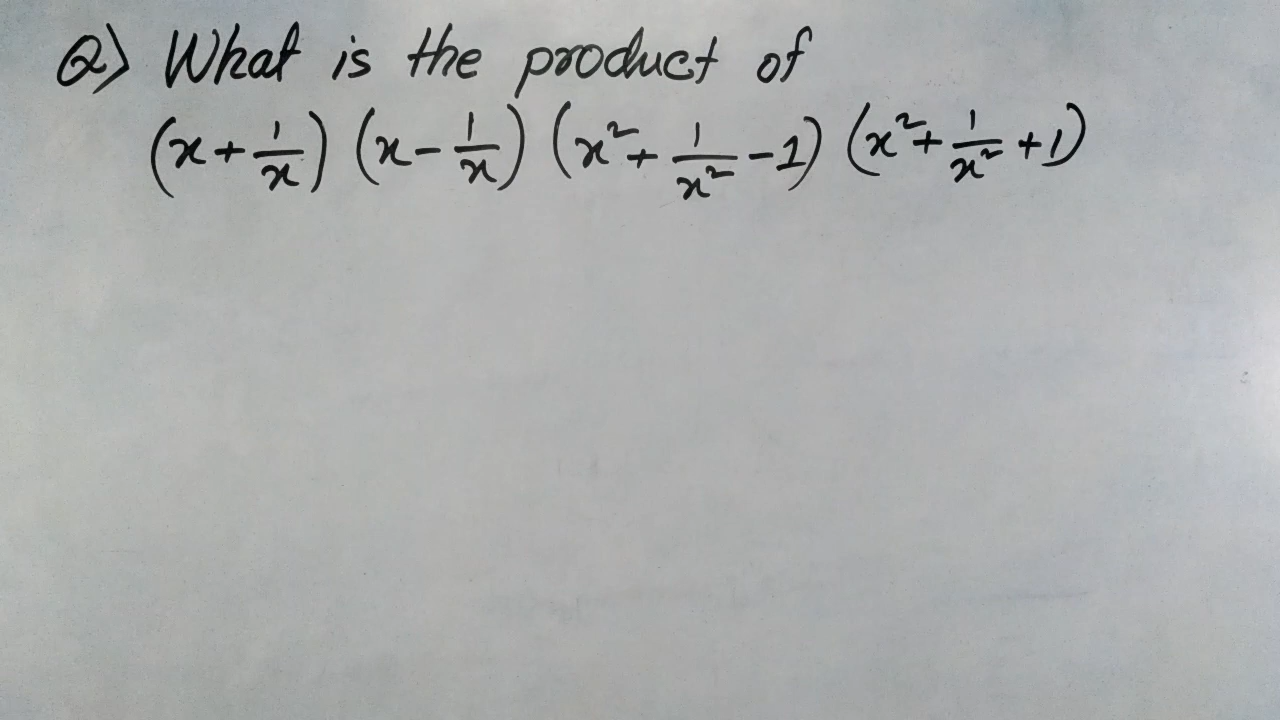 Q) What is the product of
(x + 1/x) (x - 1/x) (x² + 1/x² - 1) (x² + 1/x² + 1)